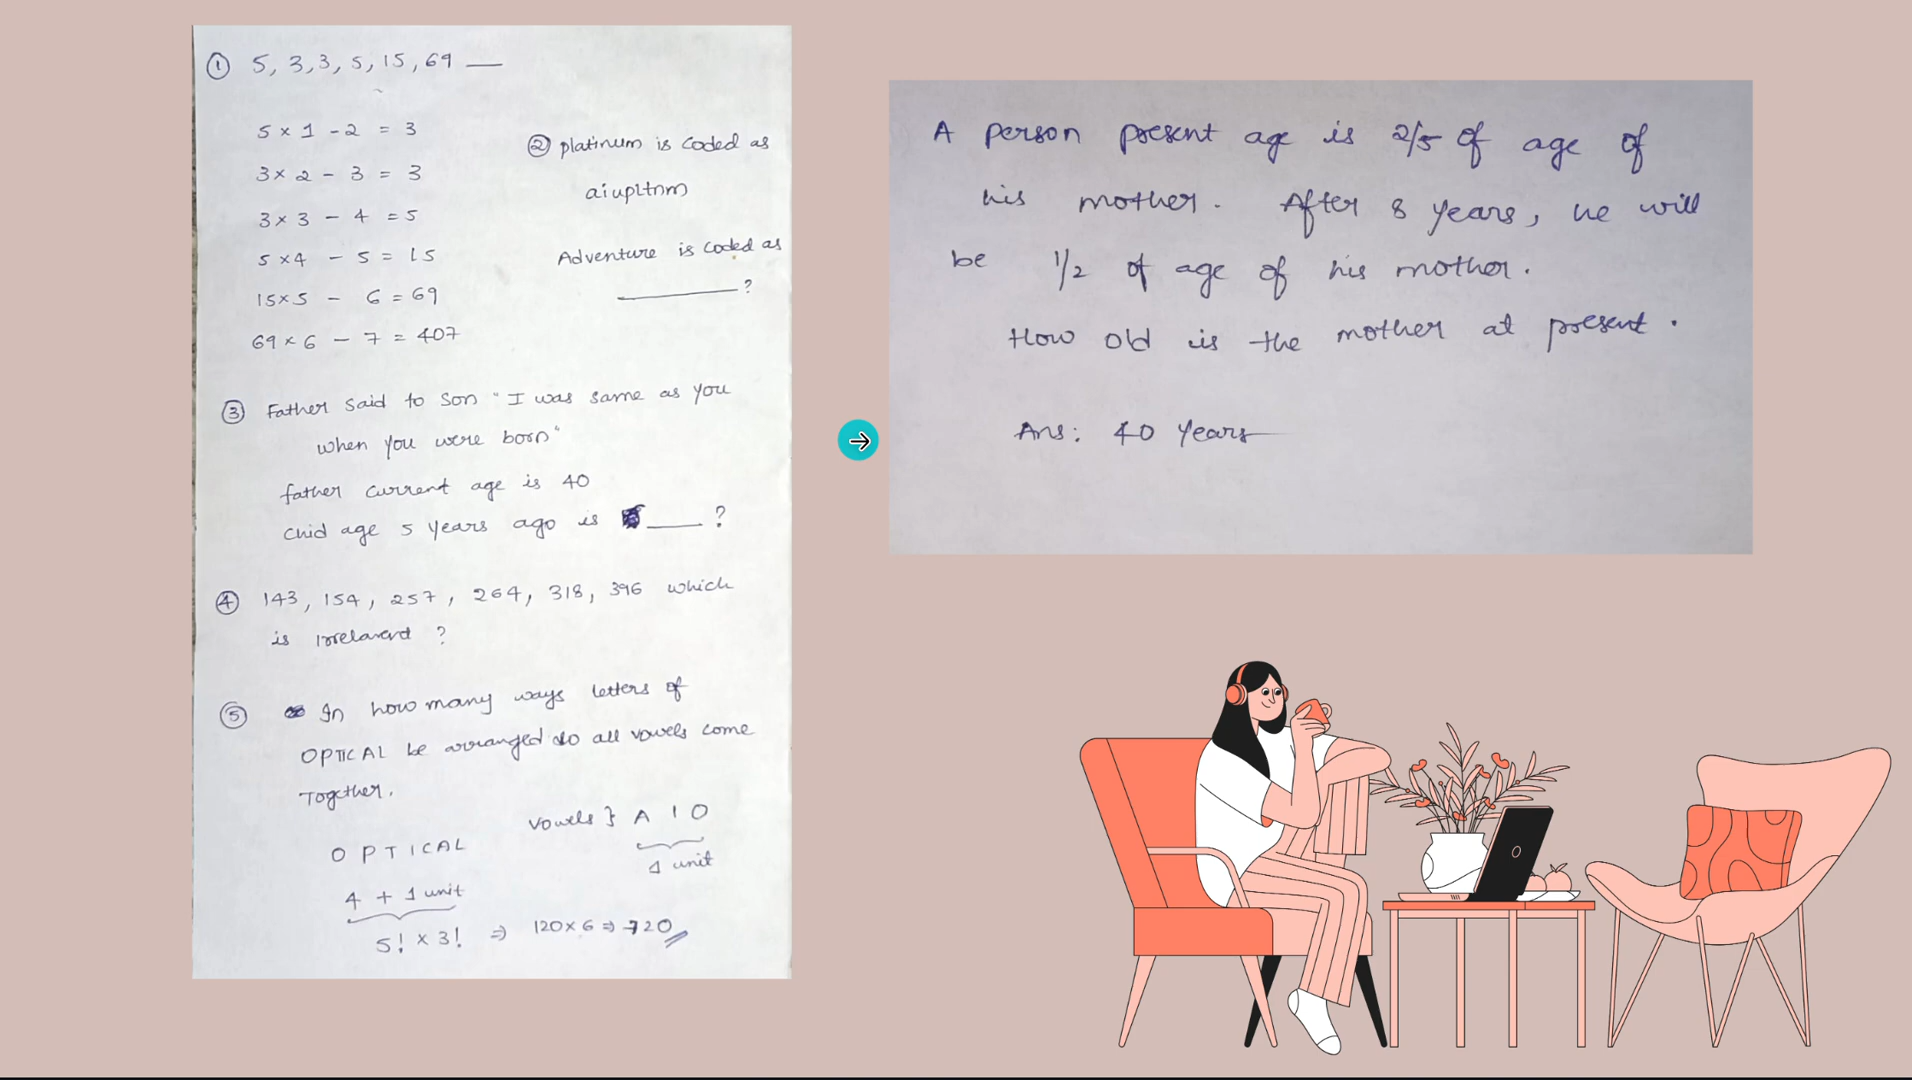 ① 5, 3, 3, 5, 15, 69 __
5 × 1 - 2 = 3
3 × 2 - 3 = 3
3 × 3 - 4 = 5
5 × 4 - 5 = 15
15 × 5 - 6 = 69
69 × 6 - 7 = 407
② platinum is coded as
aiupltnm
Adventure is coded as
______ ?
③ Father said to son "I was same as you
when you were born"
father current age is 40
chid age 5 years ago is ____ ?
④ 143, 154, 257, 264, 318, 396 which
is irrelavent ?
⑤ In how many ways letters of
OPTICAL be arranged so all vowels come
Together.
vowels } A I O
1 unit
O P T I C A L
4 + 1 unit
5! × 3! ⇒ 120 × 6 ⇒ 720
A person present age is 2/5 of age of
his mother. After 8 years, he will
be 1/2 of age of his mother.
How old is the mother at present.
Ans: 40 years